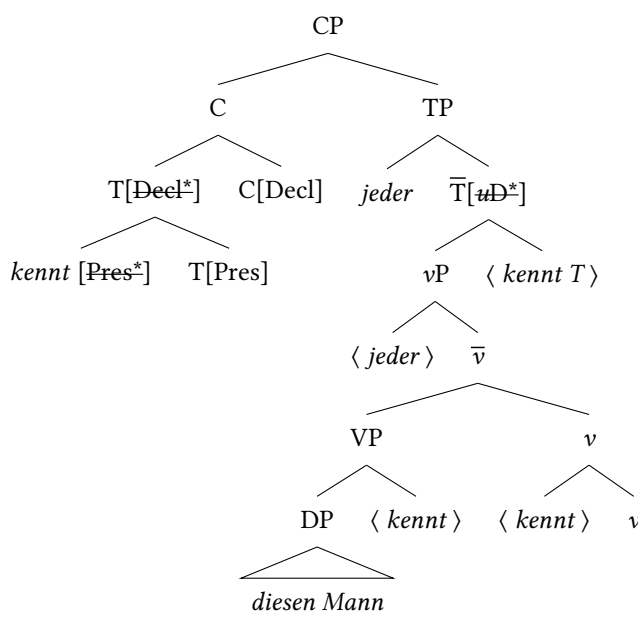 CP
C TP
T[Decl*] C[Decl] jeder T̅[uD*]
kennt [Pres*] T[Pres] vP ⟨ kennt T ⟩
⟨ jeder ⟩ v̅
VP v
DP ⟨ kennt ⟩ ⟨ kennt ⟩ v
diesen Mann